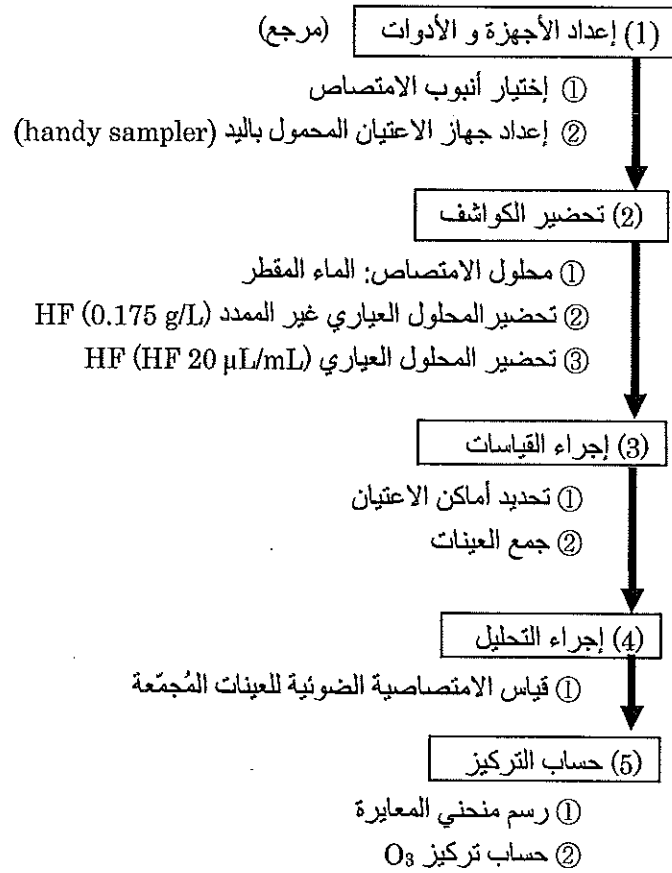 (1) إعداد الأجهزة و الأدوات (مرجع)
① إختيار أنبوب الامتصاص
② إعداد جهاز الاعتيان المحمول باليد (handy sampler)
(2) تحضير الكواشف
① محلول الامتصاص: الماء المقطر
② تحضير المحلول العياري غير الممدد HF (0.175 g/L)
③ تحضير المحلول العياري HF (HF 20 µL/mL)
(3) إجراء القياسات
① تحديد أماكن الاعتيان
② جمع العينات
(4) إجراء التحليل
① قياس الامتصاصية الضوئية للعينات المُجمّعة
(5) حساب التركيز
① رسم منحني المعايرة
② حساب تركيز O₃